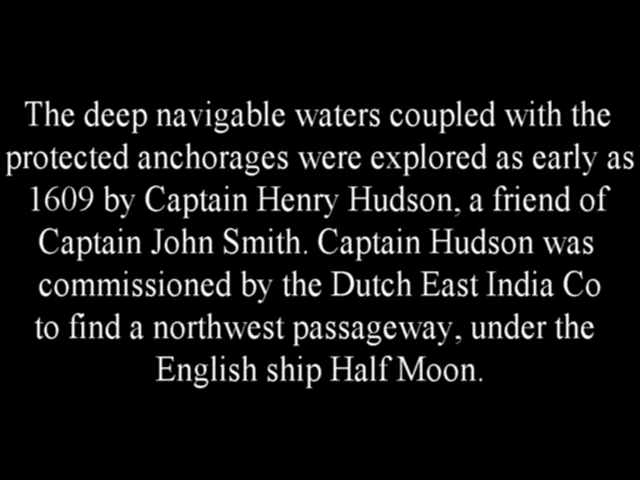 The deep navigable waters coupled with the
protected anchorages were explored as early as
1609 by Captain Henry Hudson, a friend of
Captain John Smith. Captain Hudson was
commissioned by the Dutch East India Co
to find a northwest passageway, under the
English ship Half Moon.